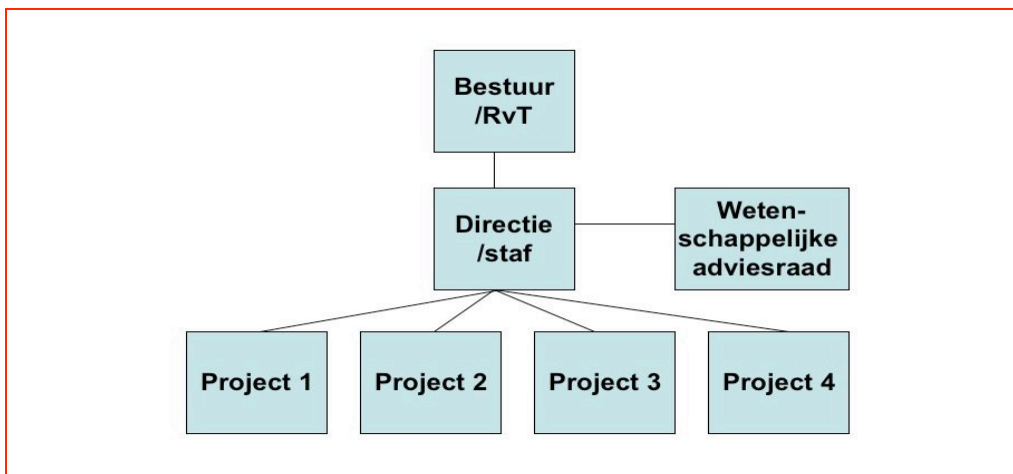 Bestuur
/RvT
Directie
/staf
Weten-
schappelijke
adviesraad
Project 1
Project 2
Project 3
Project 4